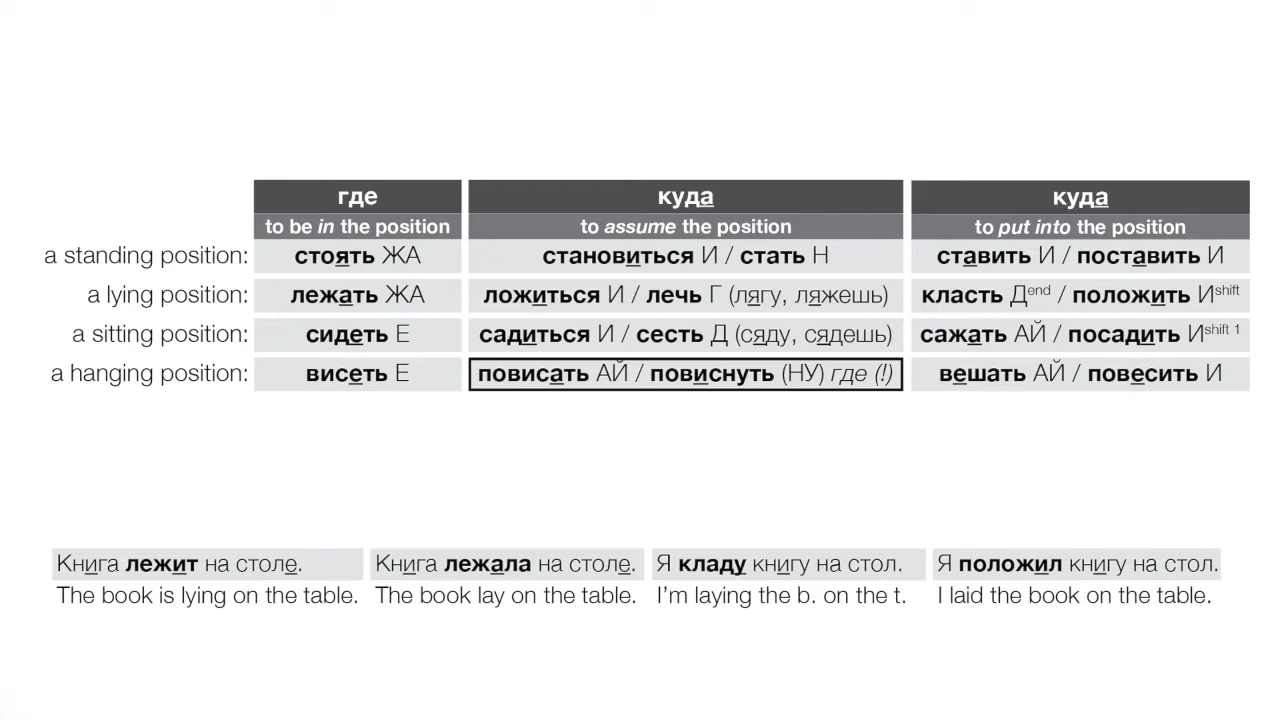 где куда куда
to be in the position to assume the position to put into the position
a standing position: стоять ЖА становиться И / стать Н ставить И / поставить И
a lying position: лежать ЖА ложиться И / лечь Г (лягу, ляжешь) класть Дend / положить Иshift
a sitting position: сидеть Е садиться И / сесть Д (сяду, сядешь) сажать АЙ / посадить Иshift 1
a hanging position: висеть Е повисать АЙ / повиснуть (НУ) где (!) вешать АЙ / повесить И
Книга лежит на столе. Книга лежала на столе. Я кладу книгу на стол. Я положил книгу на стол.
The book is lying on the table. The book lay on the table. I’m laying the b. on the t. I laid the book on the table.